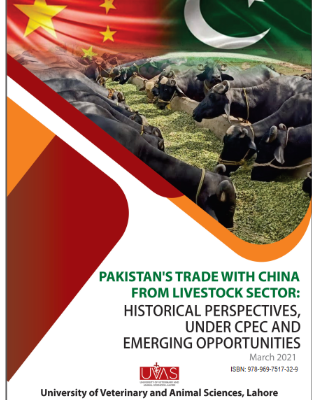 PAKISTAN'S TRADE WITH CHINA
FROM LIVESTOCK SECTOR:
HISTORICAL PERSPECTIVES,
UNDER CPEC AND
EMERGING OPPORTUNITIES
March 2021
ISBN: 978-969-7517-32-9
UVAS
University of Veterinary and Animal Sciences, Lahore